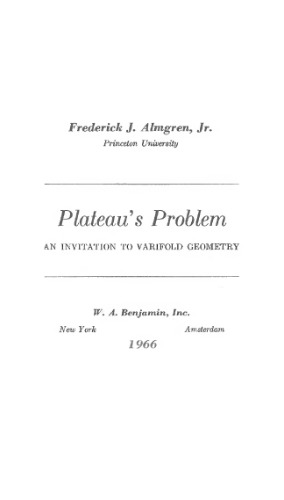 Frederick J. Almgren, Jr.
Princeton University
Plateau's Problem
AN INVITATION TO VARIFOLD GEOMETRY
W. A. Benjamin, Inc.
New York Amsterdam
1966